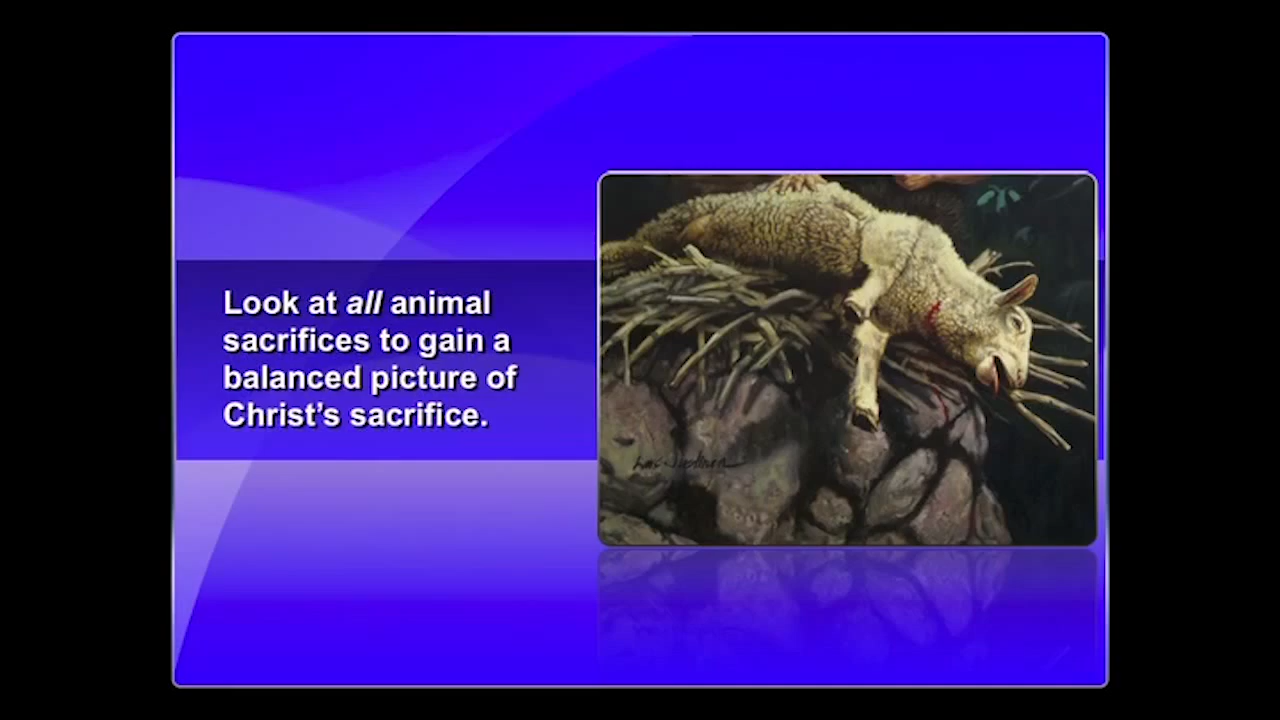 Look at all animal
sacrifices to gain a
balanced picture of
Christ's sacrifice.